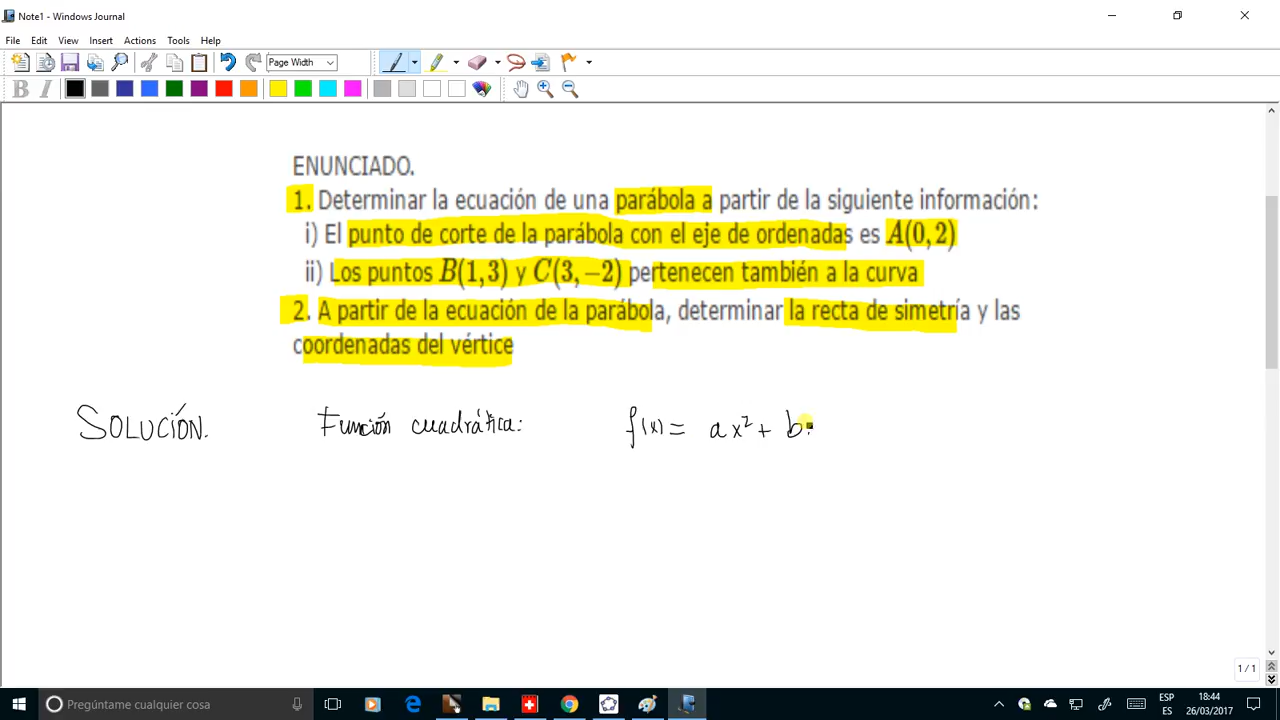 Note1 - Windows Journal
File Edit View Insert Actions Tools Help
Page Width
B I
ENUNCIADO.
1. Determinar la ecuación de una parábola a partir de la siguiente información:
i) El punto de corte de la parábola con el eje de ordenadas es A(0,2)
ii) Los puntos B(1,3) y C(3,−2) pertenecen también a la curva
2. A partir de la ecuación de la parábola, determinar la recta de simetría y las
coordenadas del vértice
SOLUCIÓN. Función cuadrática: f(x) = ax² + b
1 / 1
Pregúntame cualquier cosa
ESP 18:44
ES 26/03/2017